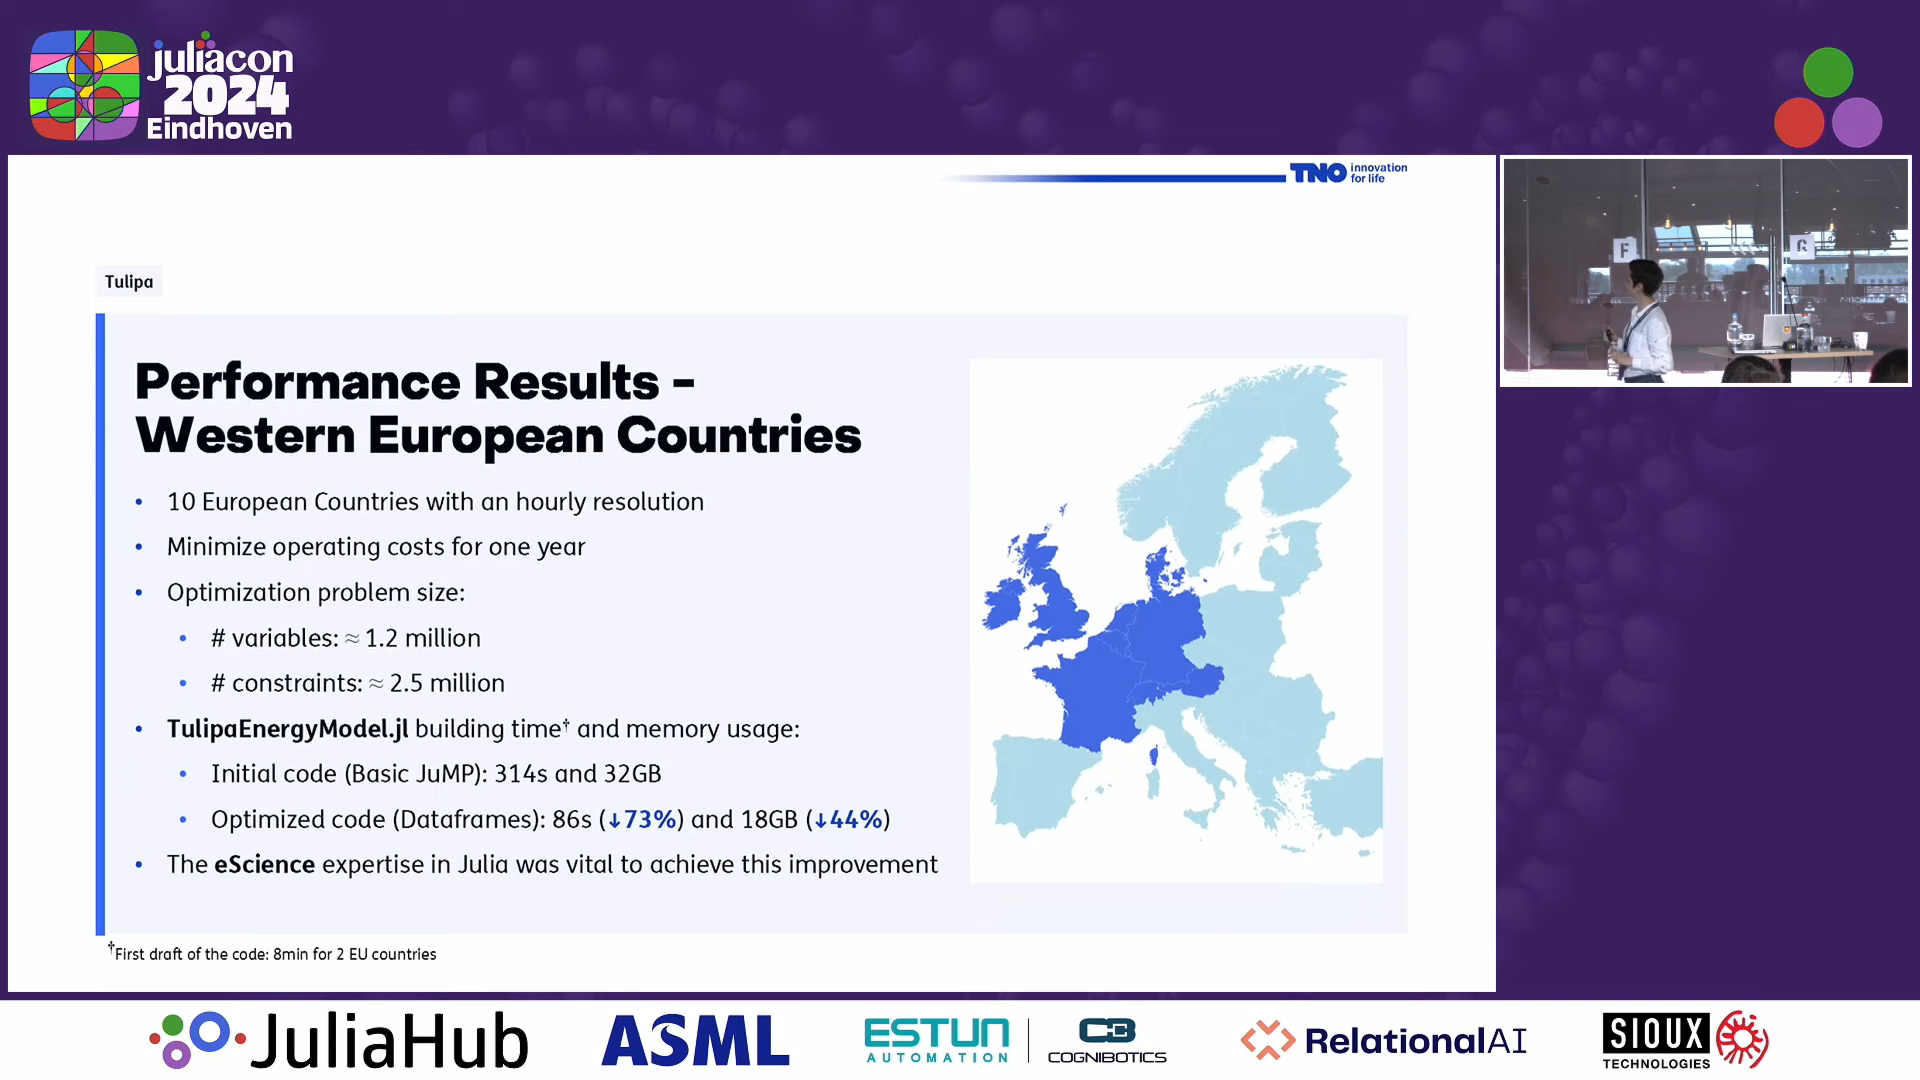 juliacon
2024
Eindhoven
TNO innovation
for life
Tulipa
F
Performance Results -
Western European Countries
• 10 European Countries with an hourly resolution
• Minimize operating costs for one year
• Optimization problem size:
• # variables: ≈ 1.2 million
• # constraints: ≈ 2.5 million
• TulipaEnergyModel.jl building time† and memory usage:
• Initial code (Basic JuMP): 314s and 32GB
• Optimized code (Dataframes): 86s (↓73%) and 18GB (↓44%)
• The eScience expertise in Julia was vital to achieve this improvement
†First draft of the code: 8min for 2 EU countries
JuliaHub
ASML
ESTUN
AUTOMATION
COGNIBOTICS
RelationalAI
SIOUX
TECHNOLOGIES